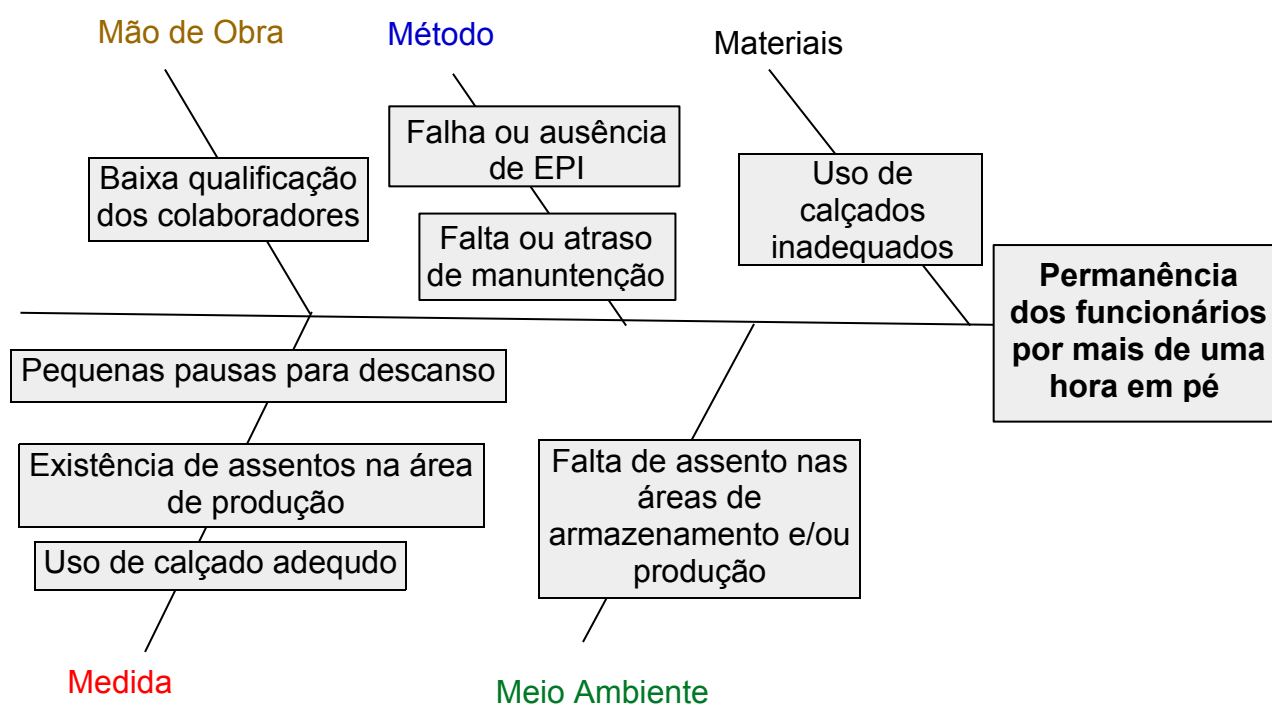 Mão de Obra
Método
Materiais
Falha ou ausência
de EPI
Baixa qualificação
dos colaboradores
Uso de
calçados
inadequados
Falta ou atraso
de manuntenção
Permanência
dos funcionários
por mais de uma
hora em pé
Pequenas pausas para descanso
Existência de assentos na área
de produção
Uso de calçado adequdo
Falta de assento nas
áreas de
armazenamento e/ou
produção
Medida
Meio Ambiente